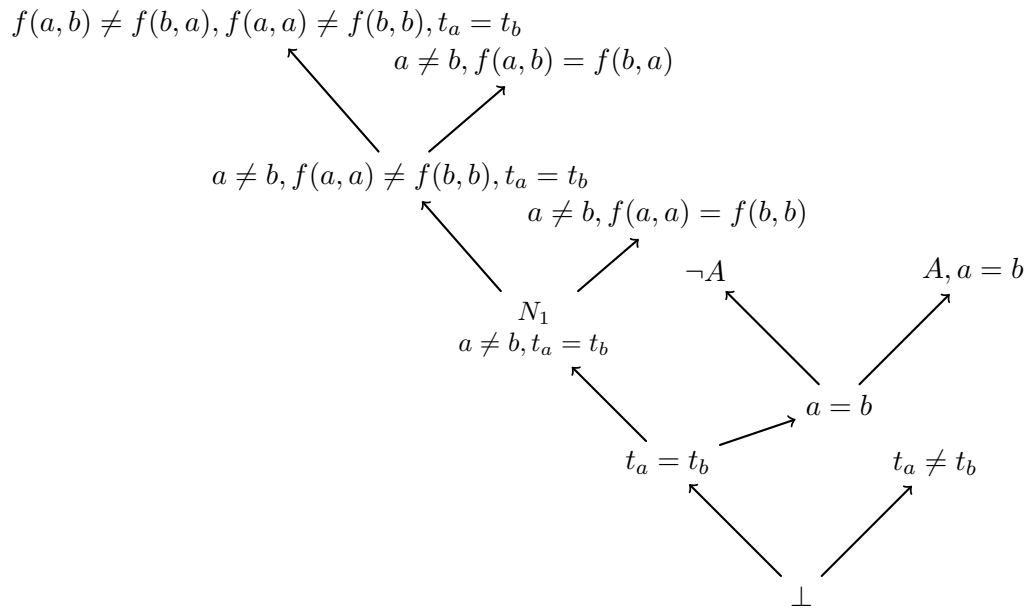 f(a, b) ≠ f(b, a), f(a, a) ≠ f(b, b), t_a = t_b
a ≠ b, f(a, b) = f(b, a)
a ≠ b, f(a, a) ≠ f(b, b), t_a = t_b
a ≠ b, f(a, a) = f(b, b)
¬A
A, a = b
N_1
a ≠ b, t_a = t_b
a = b
t_a = t_b
t_a ≠ t_b
⊥